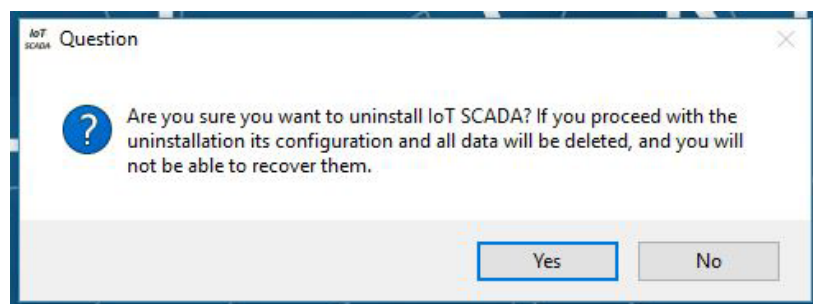 IoT
SCADA
Question
Are you sure you want to uninstall IoT SCADA? If you proceed with the
uninstallation its configuration and all data will be deleted, and you will
not be able to recover them.
Yes
No